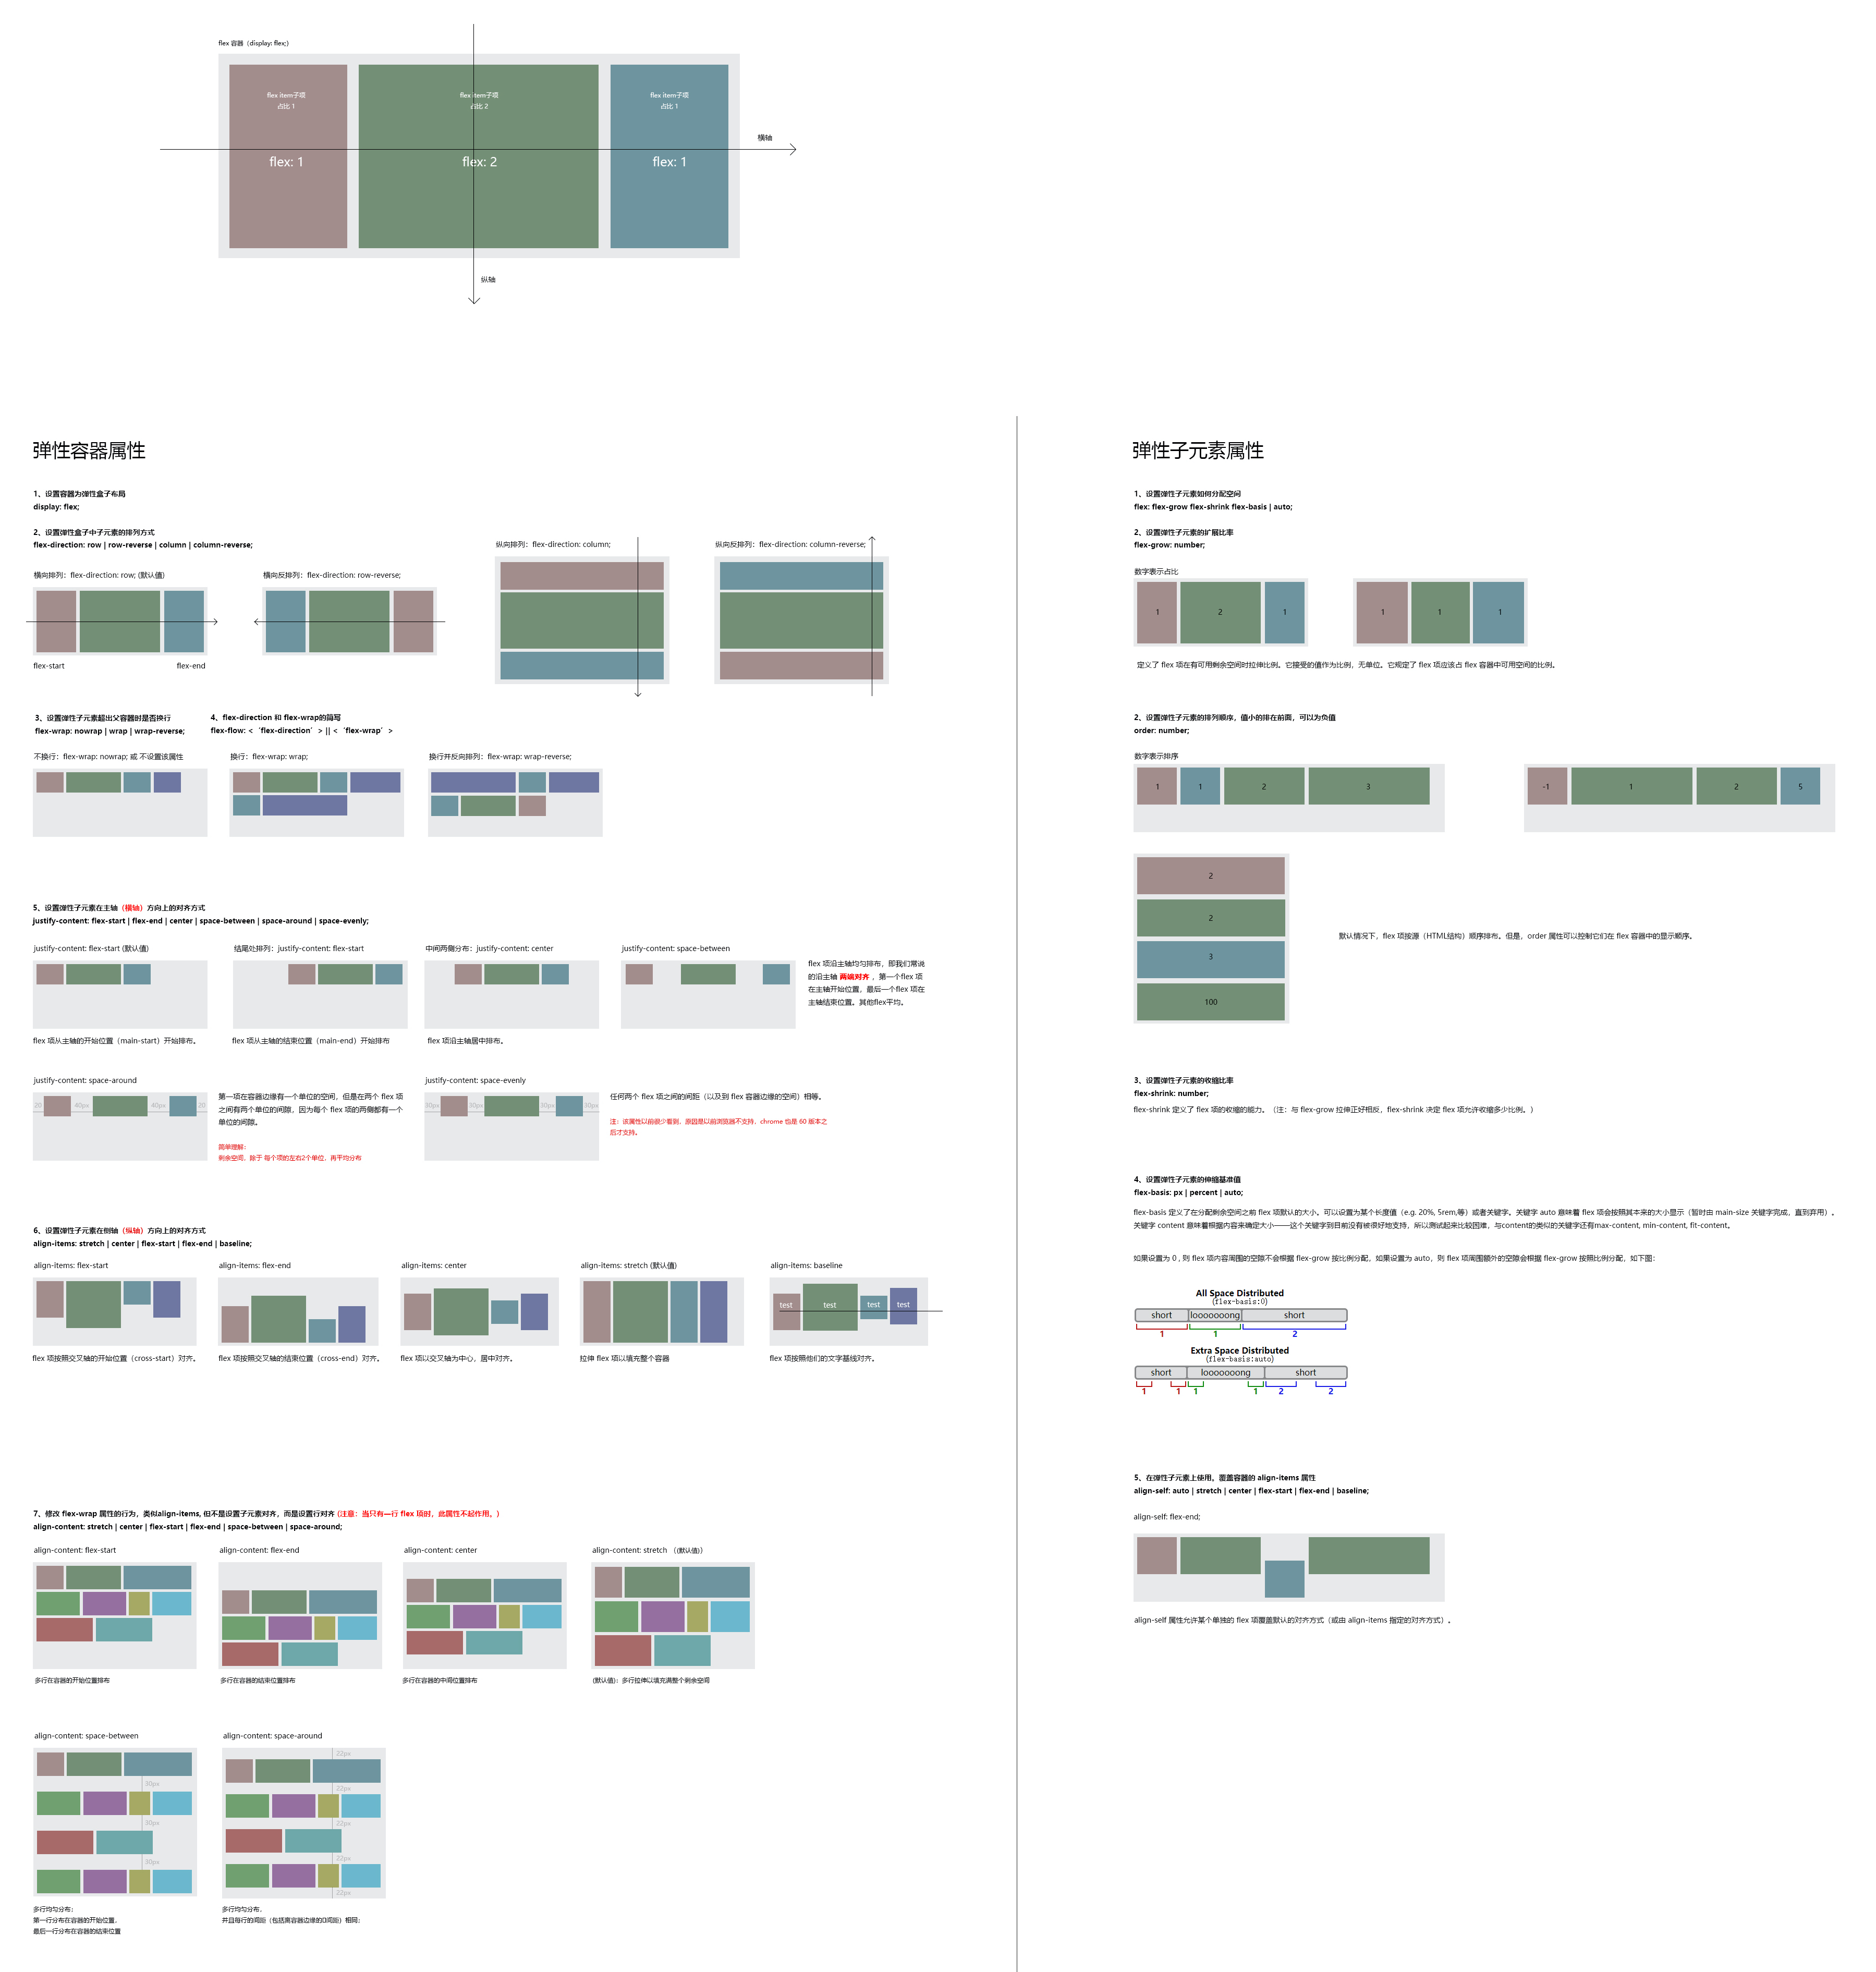 flex 容器（display: flex;）
flex item子项
占比 1
flex item子项
占比 2
flex item子项
占比 1
横轴
flex: 1
flex: 2
flex: 1
纵轴
弹性容器属性
1、设置容器为弹性盒子布局
display: flex;
2、设置弹性盒子中子元素的排列方式
flex-direction: row | row-reverse | column | column-reverse;
横向排列：flex-direction: row; (默认值)
横向反排列：flex-direction: row-reverse;
纵向排列：flex-direction: column;
纵向反排列：flex-direction: column-reverse;
flex-start
flex-end
3、设置弹性子元素超出父容器时是否换行
flex-wrap: nowrap | wrap | wrap-reverse;
4、flex-direction 和 flex-wrap的简写
flex-flow: <‘flex-direction’> || <‘flex-wrap’>
不换行：flex-wrap: nowrap; 或 不设置该属性
换行：flex-wrap: wrap;
换行并反向排列：flex-wrap: wrap-reverse;
5、设置弹性子元素在主轴（横轴）方向上的对齐方式
justify-content: flex-start | flex-end | center | space-between | space-around | space-evenly;
justify-content: flex-start (默认值)
结尾处排列：justify-content: flex-start
中间两侧分布：justify-content: center
justify-content: space-between
flex 项从主轴的开始位置（main-start）开始排布。
flex 项从主轴的结束位置（main-end）开始排布
flex 项沿主轴居中排布。
flex 项沿主轴均匀排布，即我们常说
的沿主轴 两端对齐 ，第一个flex 项
在主轴开始位置，最后一个flex 项在
主轴结束位置。其他flex平均。
justify-content: space-around
20
40px
40px
20
第一项在容器边缘有一个单位的空间，但是在两个 flex 项
之间有两个单位的间隙，因为每个 flex 项的两侧都有一个
单位的间隙。
简单理解：
剩余空间，除于 每个项的左右2个单位，再平均分布
justify-content: space-evenly
30px
30px
30px
30px
任何两个 flex 项之间的间距（以及到 flex 容器边缘的空间）相等。
注：该属性以前很少看到，原因是以前浏览器不支持，chrome 也是 60 版本之
后才支持。
6、设置弹性子元素在侧轴（纵轴）方向上的对齐方式
align-items: stretch | center | flex-start | flex-end | baseline;
align-items: flex-start
align-items: flex-end
align-items: center
align-items: stretch (默认值)
align-items: baseline
test
test
test
test
flex 项按照交叉轴的开始位置（cross-start）对齐。
flex 项按照交叉轴的结束位置（cross-end）对齐。
flex 项以交叉轴为中心，居中对齐。
拉伸 flex 项以填充整个容器
flex 项按照他们的文字基线对齐。
7、修改 flex-wrap 属性的行为，类似align-items, 但不是设置子元素对齐，而是设置行对齐 (注意：当只有一行 flex 项时，此属性不起作用。)
align-content: stretch | center | flex-start | flex-end | space-between | space-around;
align-content: flex-start
align-content: flex-end
align-content: center
align-content: stretch （(默认值)）
多行在容器的开始位置排布
多行在容器的结束位置排布
多行在容器的中间位置排布
(默认值)：多行拉伸以填充满整个剩余空间
align-content: space-between
30px
30px
30px
多行均匀分布；
第一行分布在容器的开始位置，
最后一行分布在容器的结束位置
align-content: space-around
22px
22px
22px
22px
22px
多行均匀分布，
并且每行的间距（包括离容器边缘的间距）相同；
弹性子元素属性
1、设置弹性子元素如何分配空间
flex: flex-grow flex-shrink flex-basis | auto;
2、设置弹性子元素的扩展比率
flex-grow: number;
数字表示占比
1
2
1
1
1
1
定义了 flex 项在有可用剩余空间时拉伸比例。它接受的值作为比例，无单位。它规定了 flex 项应该占 flex 容器中可用空间的比例。
2、设置弹性子元素的排列顺序，值小的排在前面，可以为负值
order: number;
数字表示排序
1
1
2
3
-1
1
2
5
2
2
3
100
默认情况下，flex 项按源（HTML结构）顺序排布。但是，order 属性可以控制它们在 flex 容器中的显示顺序。
3、设置弹性子元素的收缩比率
flex-shrink: number;
flex-shrink 定义了 flex 项的收缩的能力。（注：与 flex-grow 拉伸正好相反，flex-shrink 决定 flex 项允许收缩多少比例。）
4、设置弹性子元素的伸缩基准值
flex-basis: px | percent | auto;
flex-basis 定义了在分配剩余空间之前 flex 项默认的大小。可以设置为某个长度值（e.g. 20%, 5rem,等）或者关键字。关键字 auto 意味着 flex 项会按照其本来的大小显示（暂时由 main-size 关键字完成，直到弃用）。
关键字 content 意味着根据内容来确定大小——这个关键字到目前没有被很好地支持，所以测试起来比较困难，与content的类似的关键字还有max-content, min-content, fit-content。
如果设置为 0 , 则 flex 项内容周围的空隙不会根据 flex-grow 按比例分配，如果设置为 auto，则 flex 项周围额外的空隙会根据 flex-grow 按照比例分配，如下图：
All Space Distributed
(flex-basis:0)
short
looooooong
short
1
1
2
Extra Space Distributed
(flex-basis:auto)
short
looooooong
short
1
1
1
1
2
2
5、在弹性子元素上使用。覆盖容器的 align-items 属性
align-self: auto | stretch | center | flex-start | flex-end | baseline;
align-self: flex-end;
align-self 属性允许某个单独的 flex 项覆盖默认的对齐方式（或由 align-items 指定的对齐方式）。